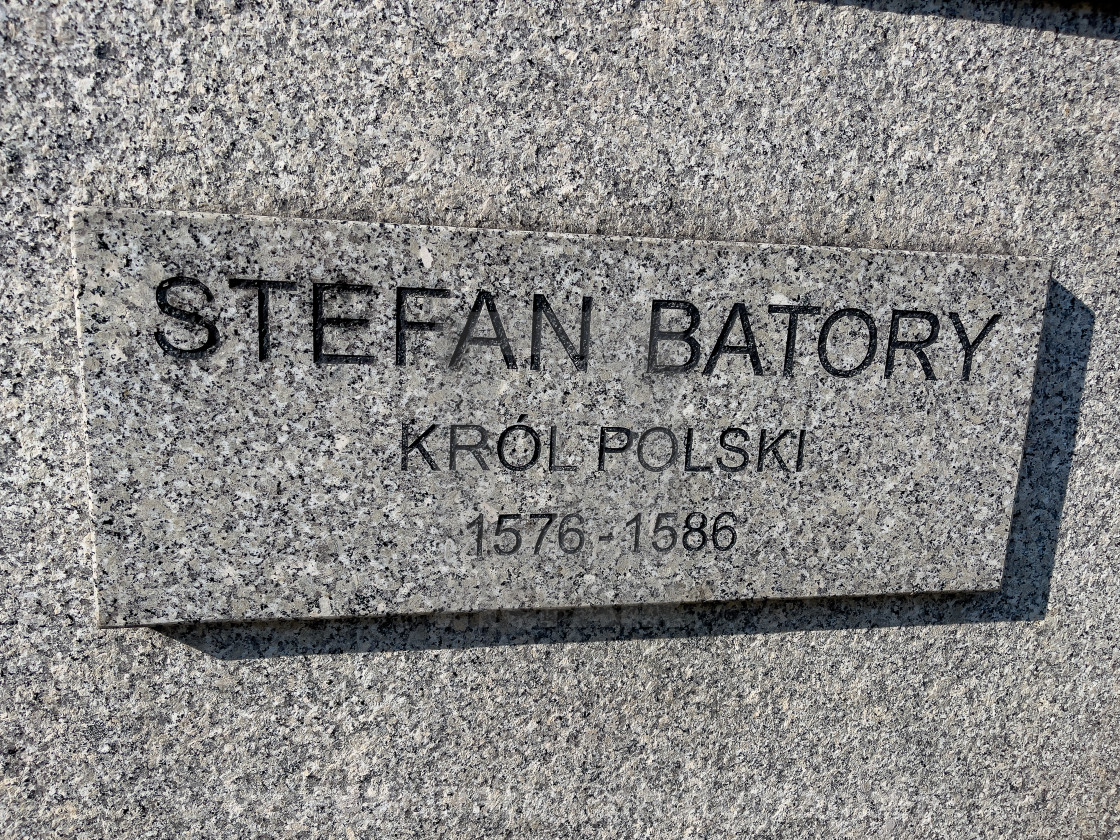 STEFAN BATORY
KRÓL POLSKI
1576 - 1586